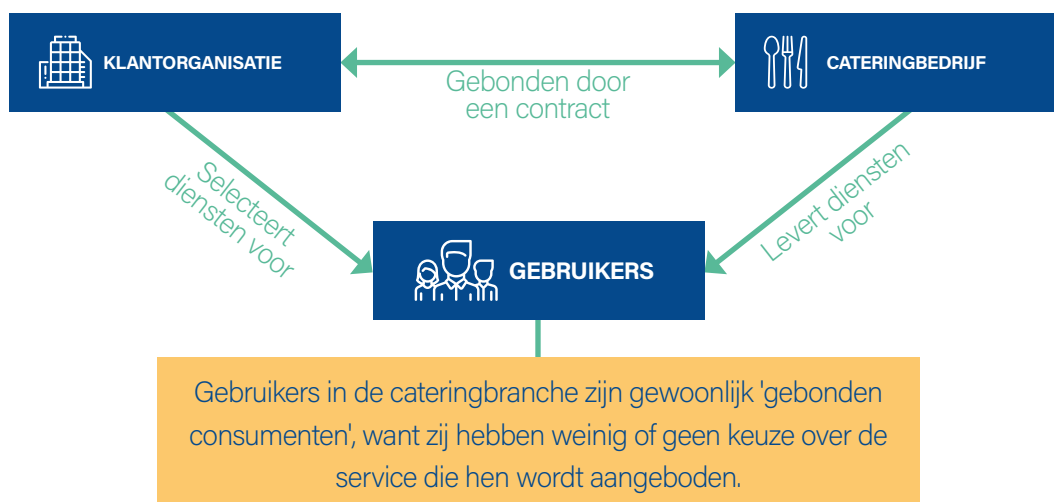 KLANTORGANISATIE
Gebonden door
een contract
CATERINGBEDRIJF
Selecteert
diensten voor
Levert diensten
voor
GEBRUIKERS
Gebruikers in de cateringbranche zijn gewoonlijk 'gebonden
consumenten', want zij hebben weinig of geen keuze over de
service die hen wordt aangeboden.